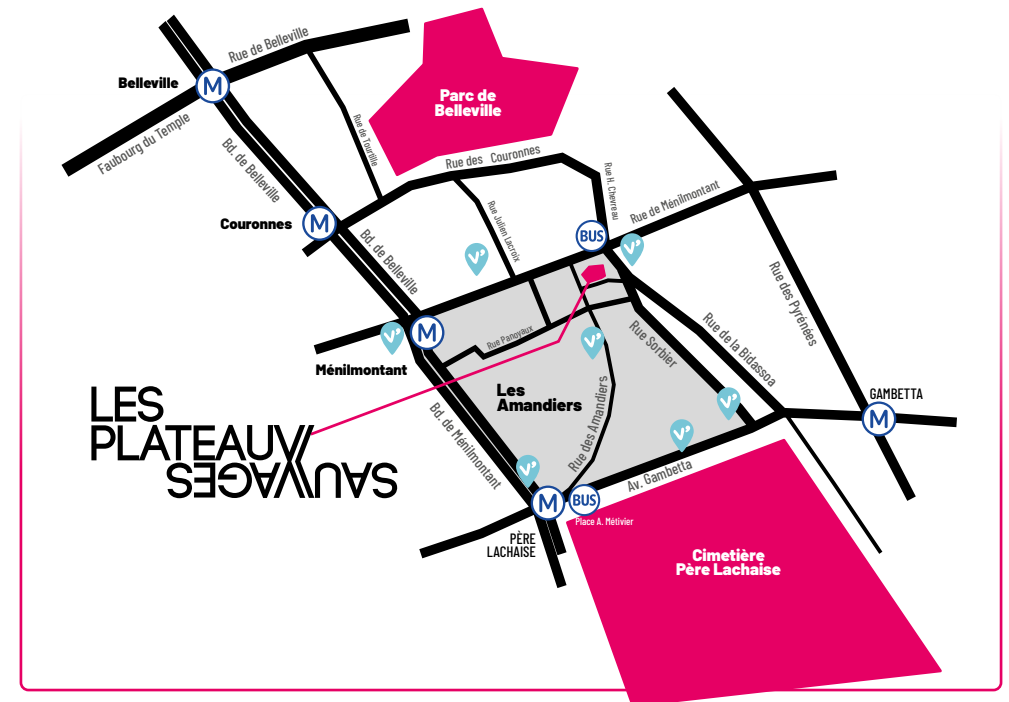 Rue de Belleville
Belleville
M
Faubourg du Temple
Parc de
Belleville
Rue de Tourtille
Bd. de Belleville
Rue des Couronnes
Rue H. Chevreau
Rue de Ménilmontant
Couronnes
M
Rue Julien Lacroix
BUS
V'
Bd. de Belleville
V'
Rue des Pyrénées
V'
M
Rue Panoyaux
V'
Rue Sorbier
Rue de la Bidassoa
Ménilmontant
Les
Amandiers
Rue des Amandiers
V'
GAMBETTA
M
LES
PLATEAUX
SAUVAGES
Bd. de Ménilmontant
V'
V'
Av. Gambetta
M
BUS
Place A. Métivier
PÈRE
LACHAISE
Cimetière
Père Lachaise